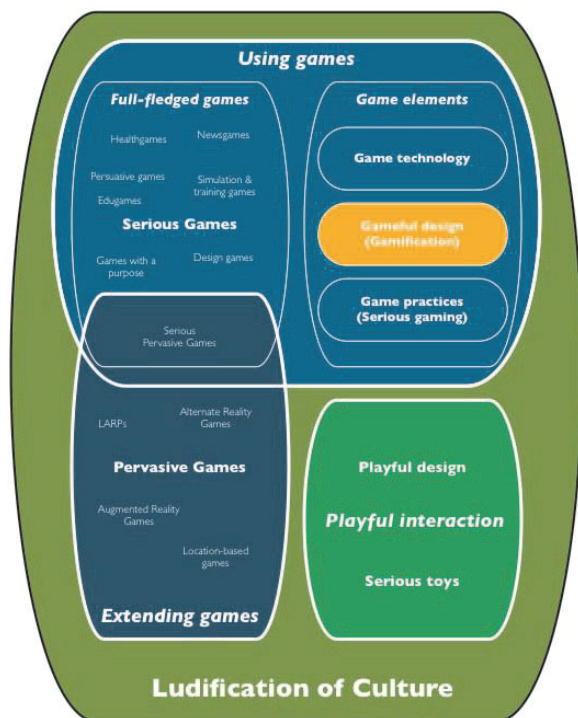 Using games
Full-fledged games
Healthgames
Newsgames
Persuasive games
Simulation &
training games
Edugames
Serious Games
Games with a
purpose
Design games
Serious
Pervasive Games
Game elements
Game technology
Gameful design
(Gamification)
Game practices
(Serious gaming)
LARPs
Alternate Reality
Games
Pervasive Games
Augmented Reality
Games
Location-based
games
Extending games
Playful design
Playful interaction
Serious toys
Ludification of Culture